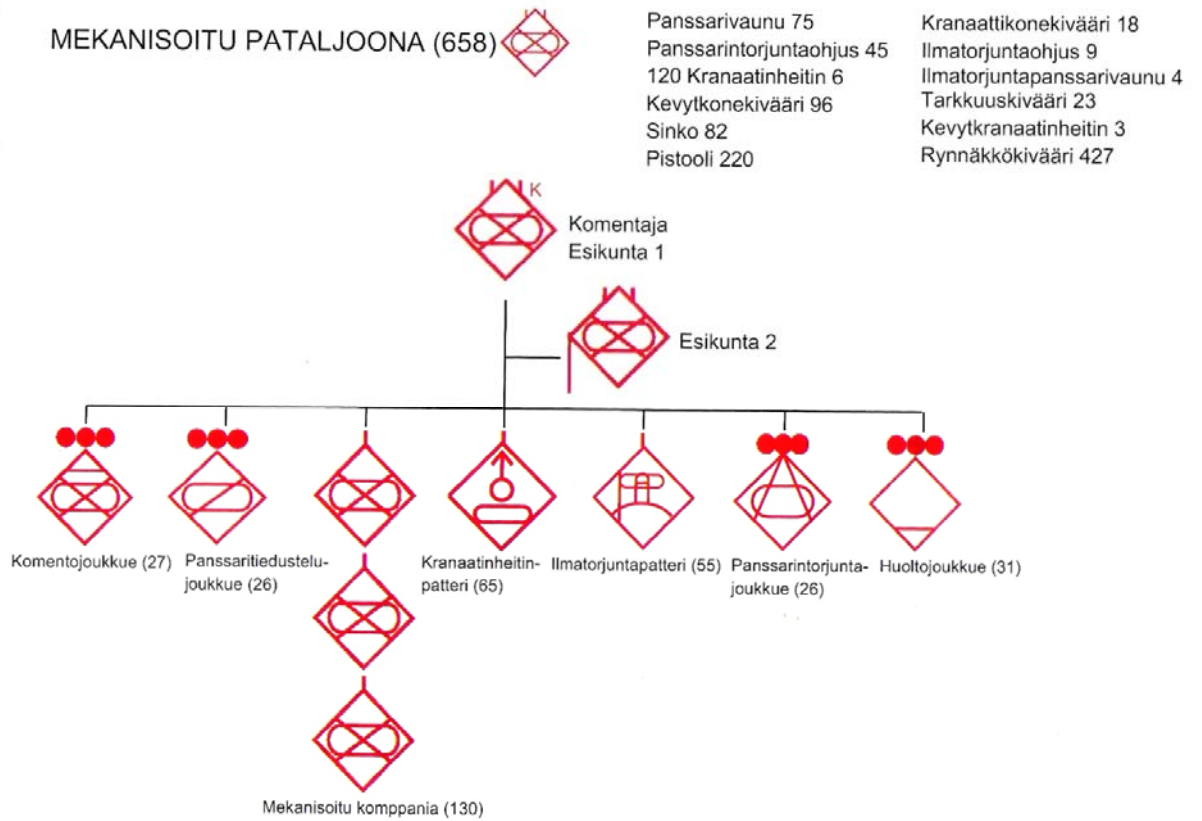 MEKANISOITU PATALJOONA (658)
Panssarivaunu 75
Panssarintorjuntaohjus 45
120 Kranaatinheitin 6
Kevytkonekivääri 96
Sinko 82
Pistooli 220
Kranaattikonekivääri 18
Ilmatorjuntaohjus 9
Ilmatorjuntapanssarivaunu 4
Tarkkuuskivääri 23
Kevytkranaatinheitin 3
Rynnäkkökivääri 427
K
Komentaja
Esikunta 1
Esikunta 2
Komentojoukkue (27)
Panssaritiedustelu-
joukkue (26)
Kranaatinheitin-
patteri (65)
Ilmatorjuntapatteri (55)
Panssarintorjunta-
joukkue (26)
Huoltojoukkue (31)
Mekanisoitu komppania (130)